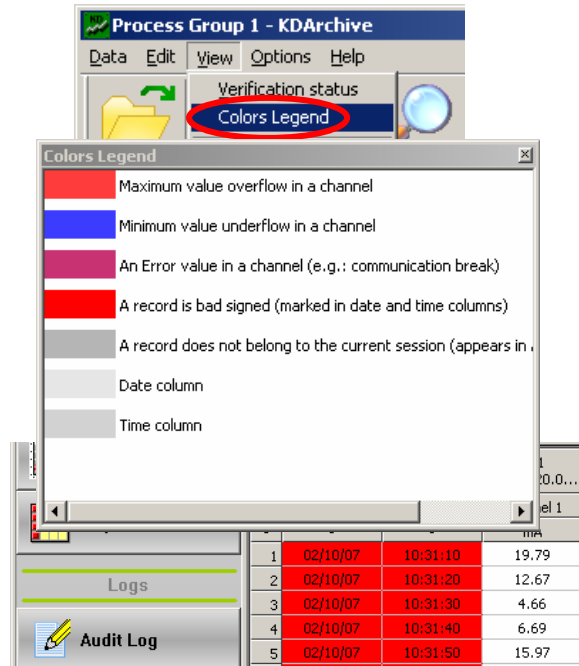 Process Group 1 - KDArchive
Data Edit View Options Help
Verification status
Colors Legend
Colors Legend
Maximum value overflow in a channel
Minimum value underflow in a channel
An Error value in a channel (e.g.: communication break)
A record is bad signed (marked in date and time columns)
A record does not belong to the current session (appears in
Date column
Time column
20.0...
el 1
mA
1 02/10/07 10:31:10 19.79
Logs
2 02/10/07 10:31:20 12.67
3 02/10/07 10:31:30 4.66
Audit Log
4 02/10/07 10:31:40 6.69
5 02/10/07 10:31:50 15.97